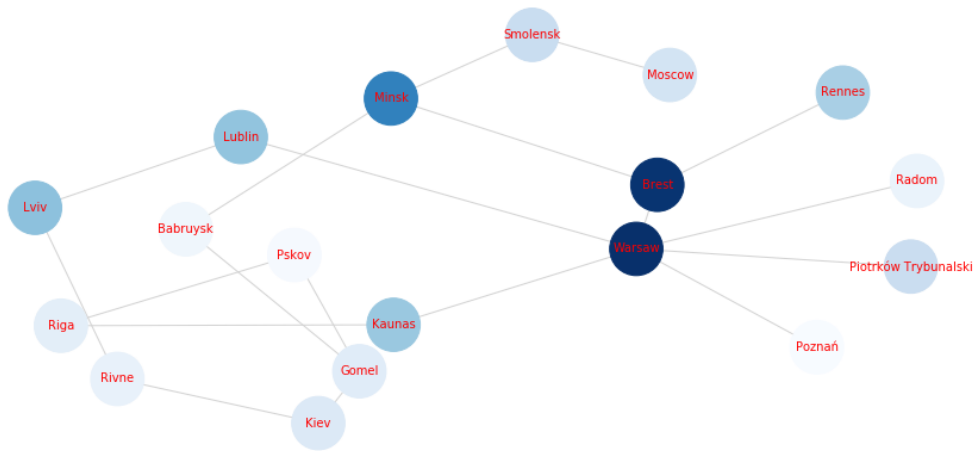 Smolensk
Moscow
Rennes
Minsk
Lublin
Radom
Brest
Lviv
Babruysk
Warsaw
Pskov
Piotrków Trybunalski
Riga
Kaunas
Poznań
Gomel
Rivne
Kiev